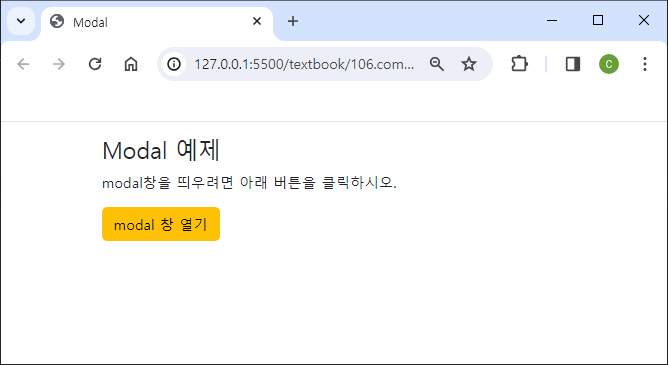 Modal
127.0.0.1:5500/textbook/106.com...
C
Modal 예제
modal창을 띄우려면 아래 버튼을 클릭하시오.
modal 창 열기